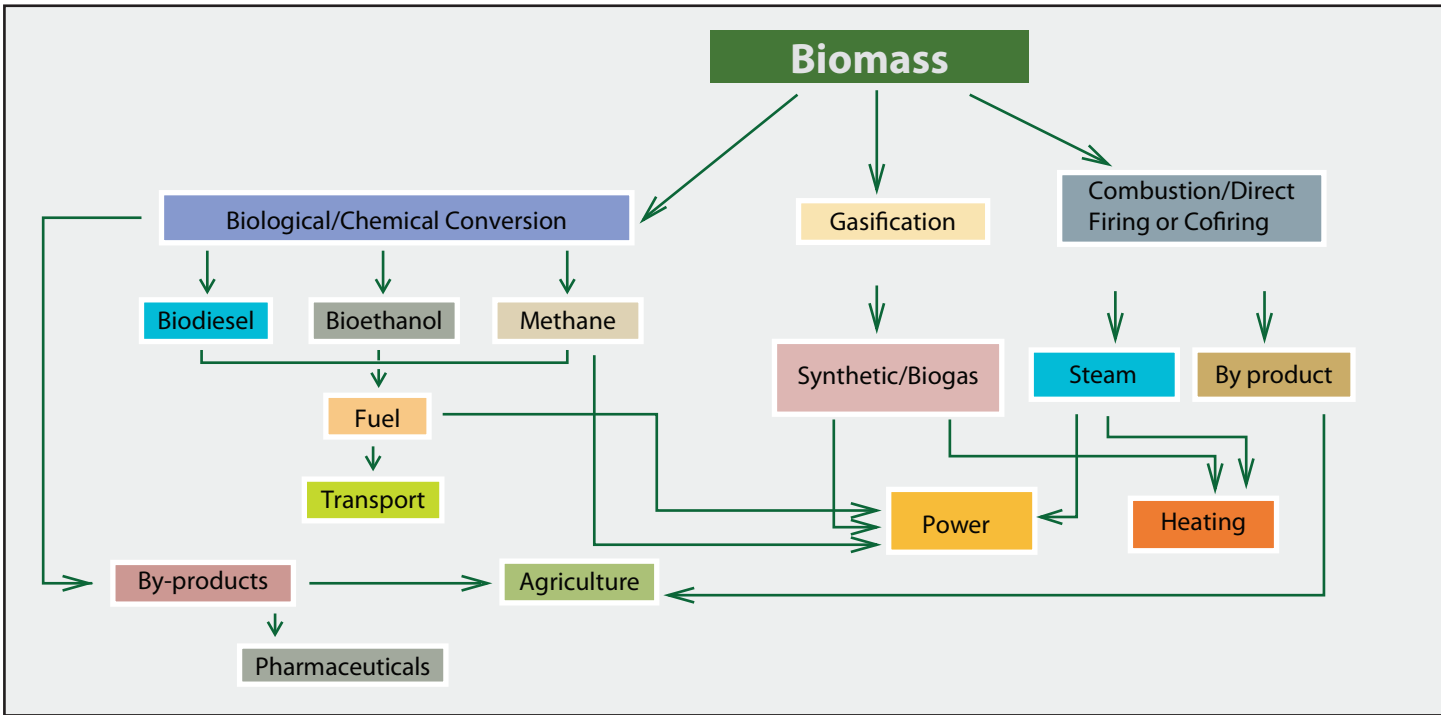 Biomass
Biological/Chemical Conversion
Gasification
Combustion/Direct
Firing or Cofiring
Biodiesel
Bioethanol
Methane
Synthetic/Biogas
Steam
By product
Fuel
Transport
Power
Heating
By-products
Agriculture
Pharmaceuticals